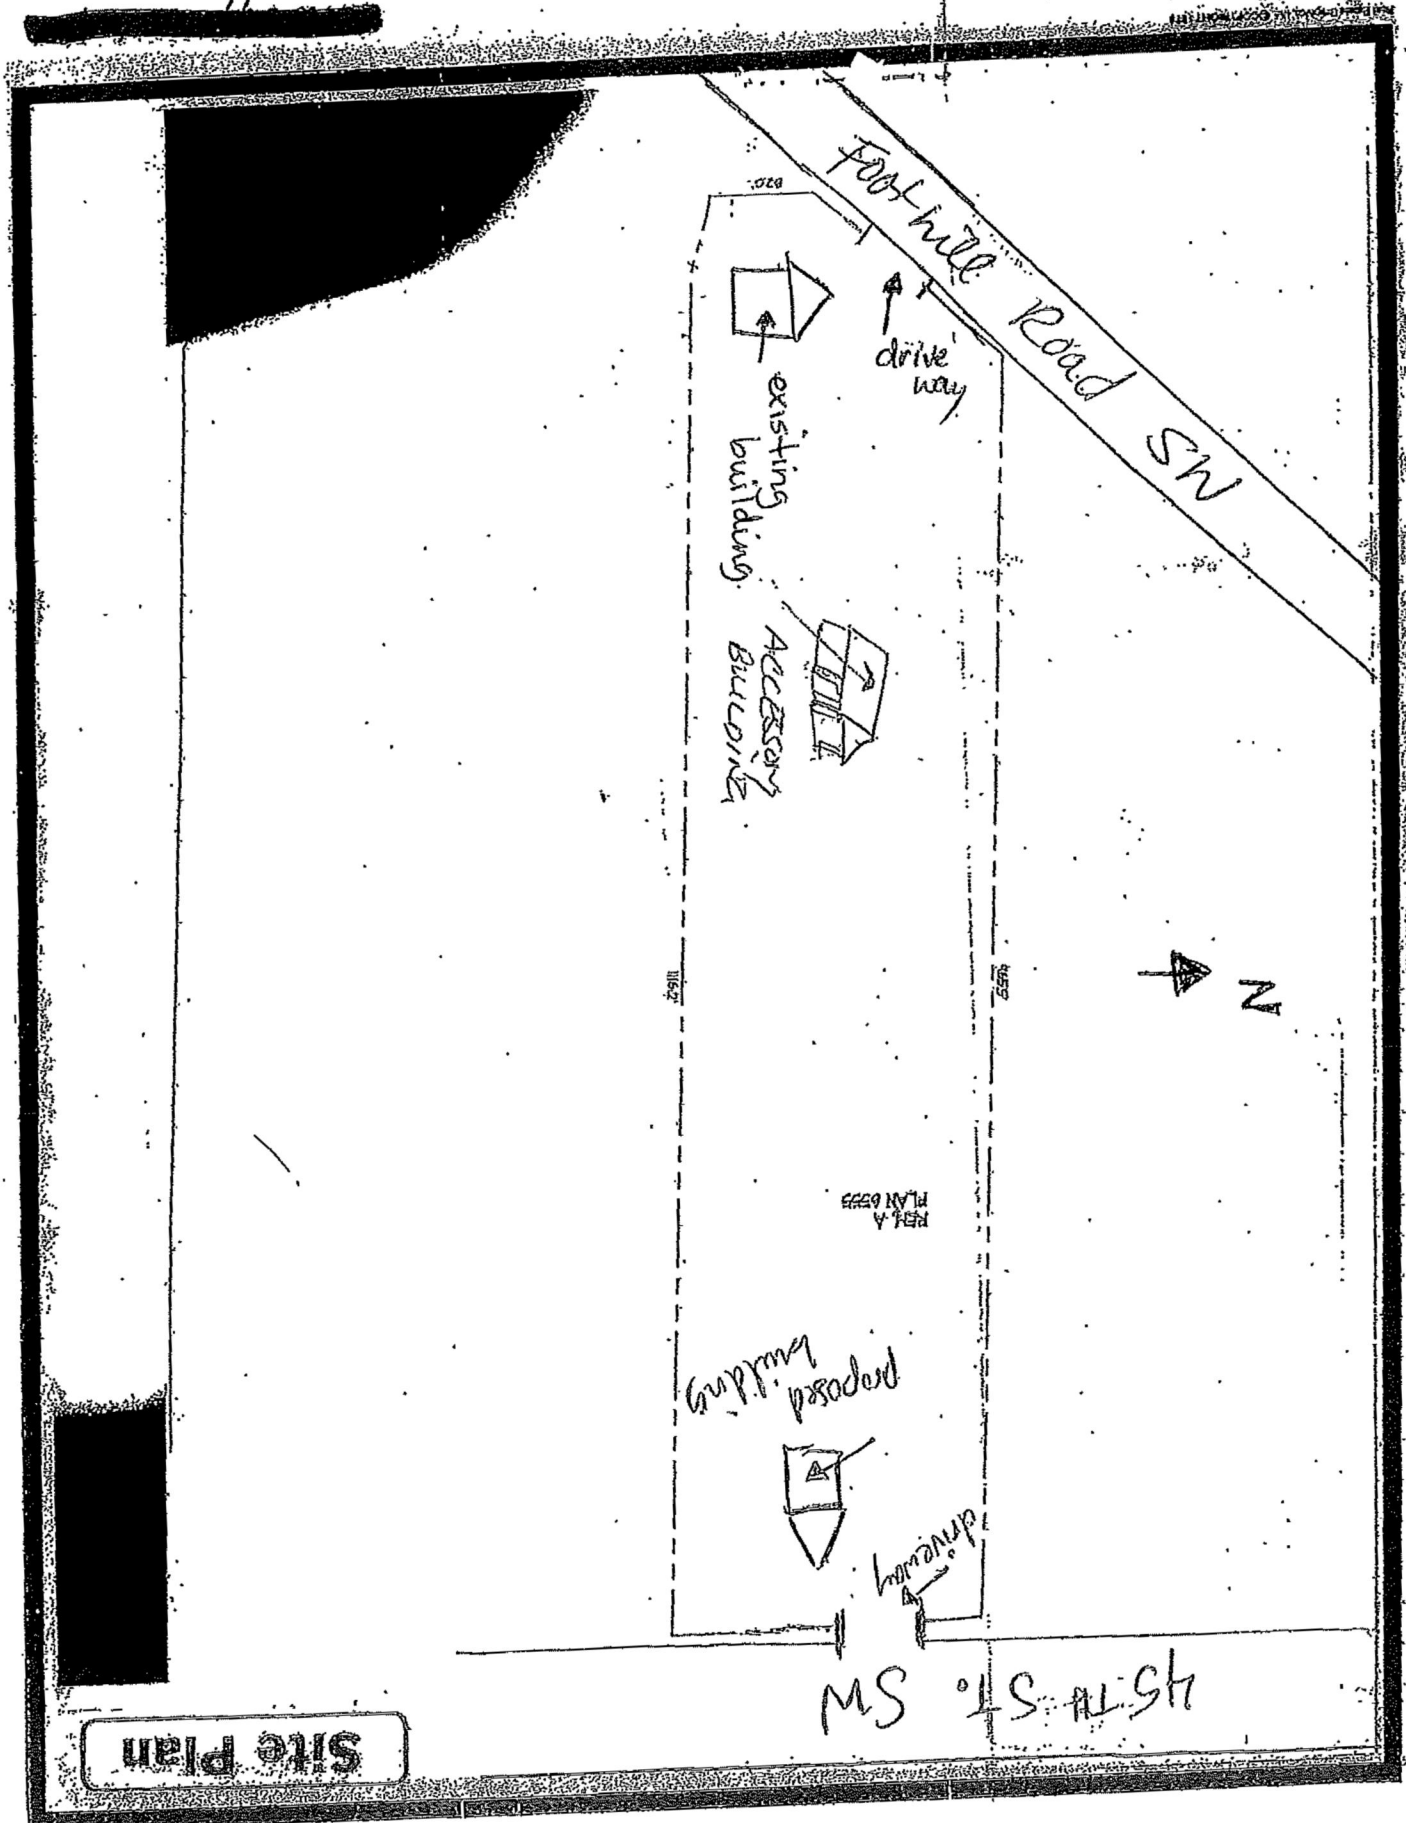 Foothill Road SW
drive
way
existing
building
ACCESSORY
BUILDING
N
REM. A
PLAN 6555
proposed
building
driveway
45TH ST. SW
Site Plan